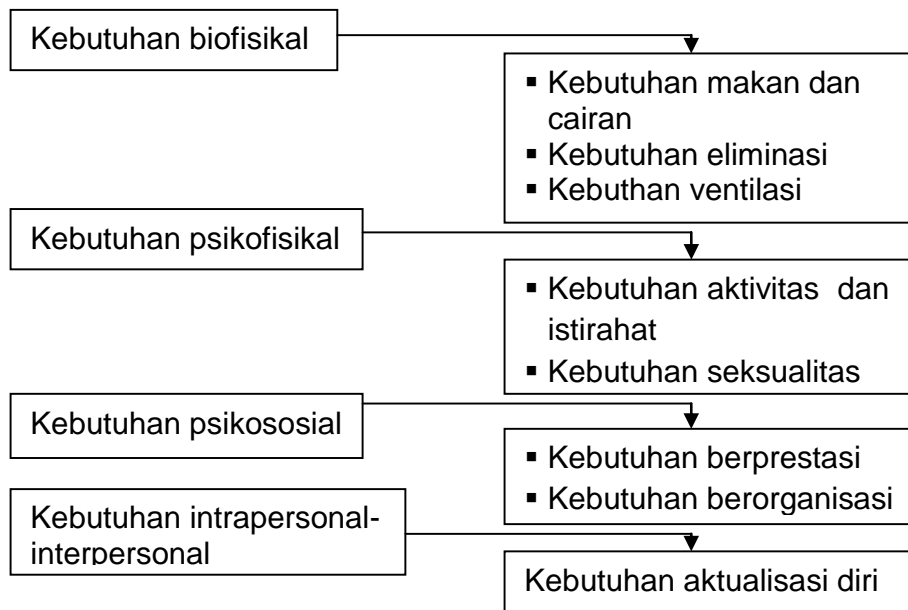 Kebutuhan biofisikal
▪ Kebutuhan makan dan
cairan
▪ Kebutuhan eliminasi
▪ Kebuthan ventilasi
Kebutuhan psikofisikal
▪ Kebutuhan aktivitas dan
istirahat
▪ Kebutuhan seksualitas
Kebutuhan psikososial
▪ Kebutuhan berprestasi
▪ Kebutuhan berorganisasi
Kebutuhan intrapersonal-
interpersonal
Kebutuhan aktualisasi diri